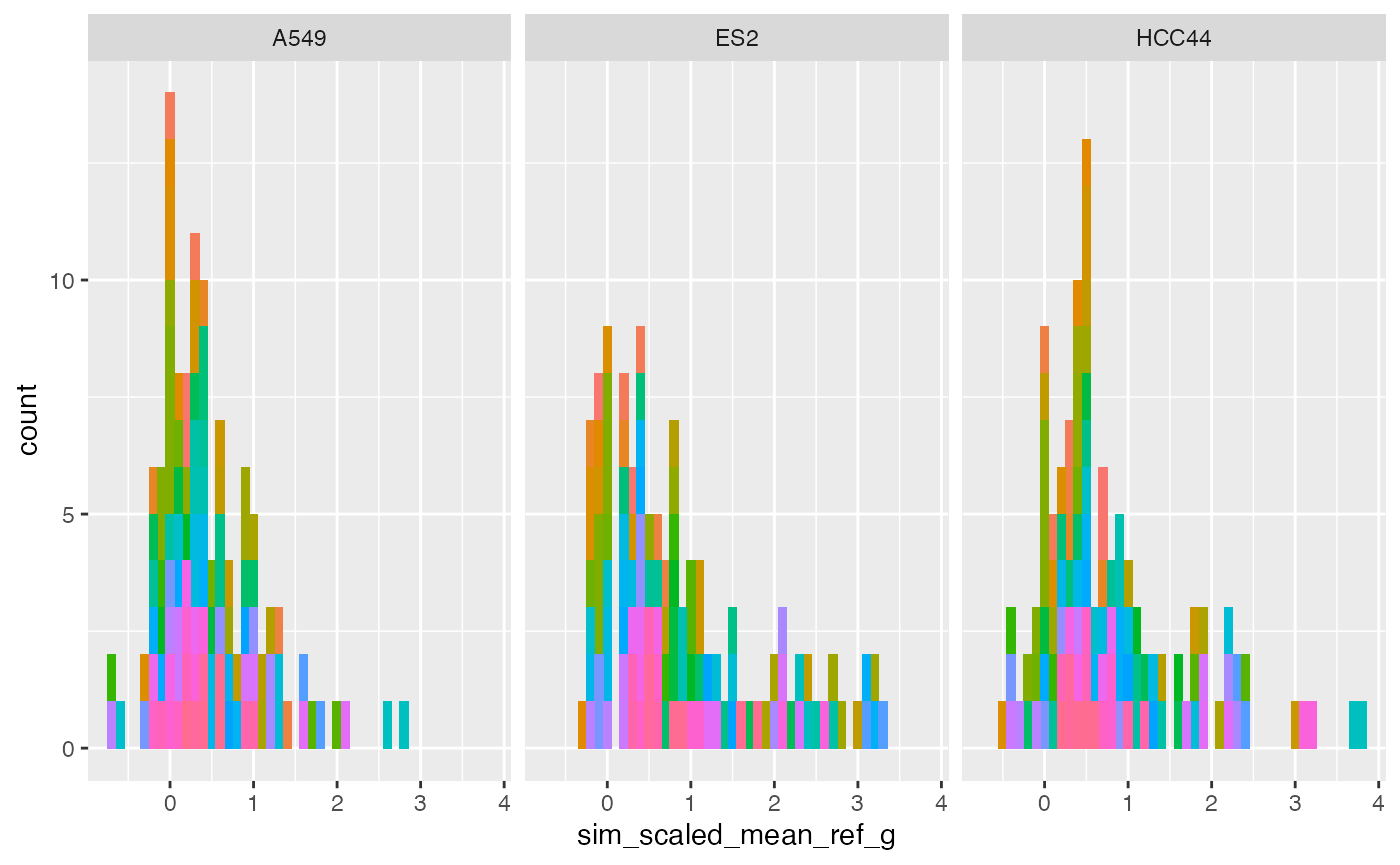 A549 ES2 HCC44
10
5
0
0 1 2 3 4 0 1 2 3 4 0 1 2 3 4
count
sim_scaled_mean_ref_g